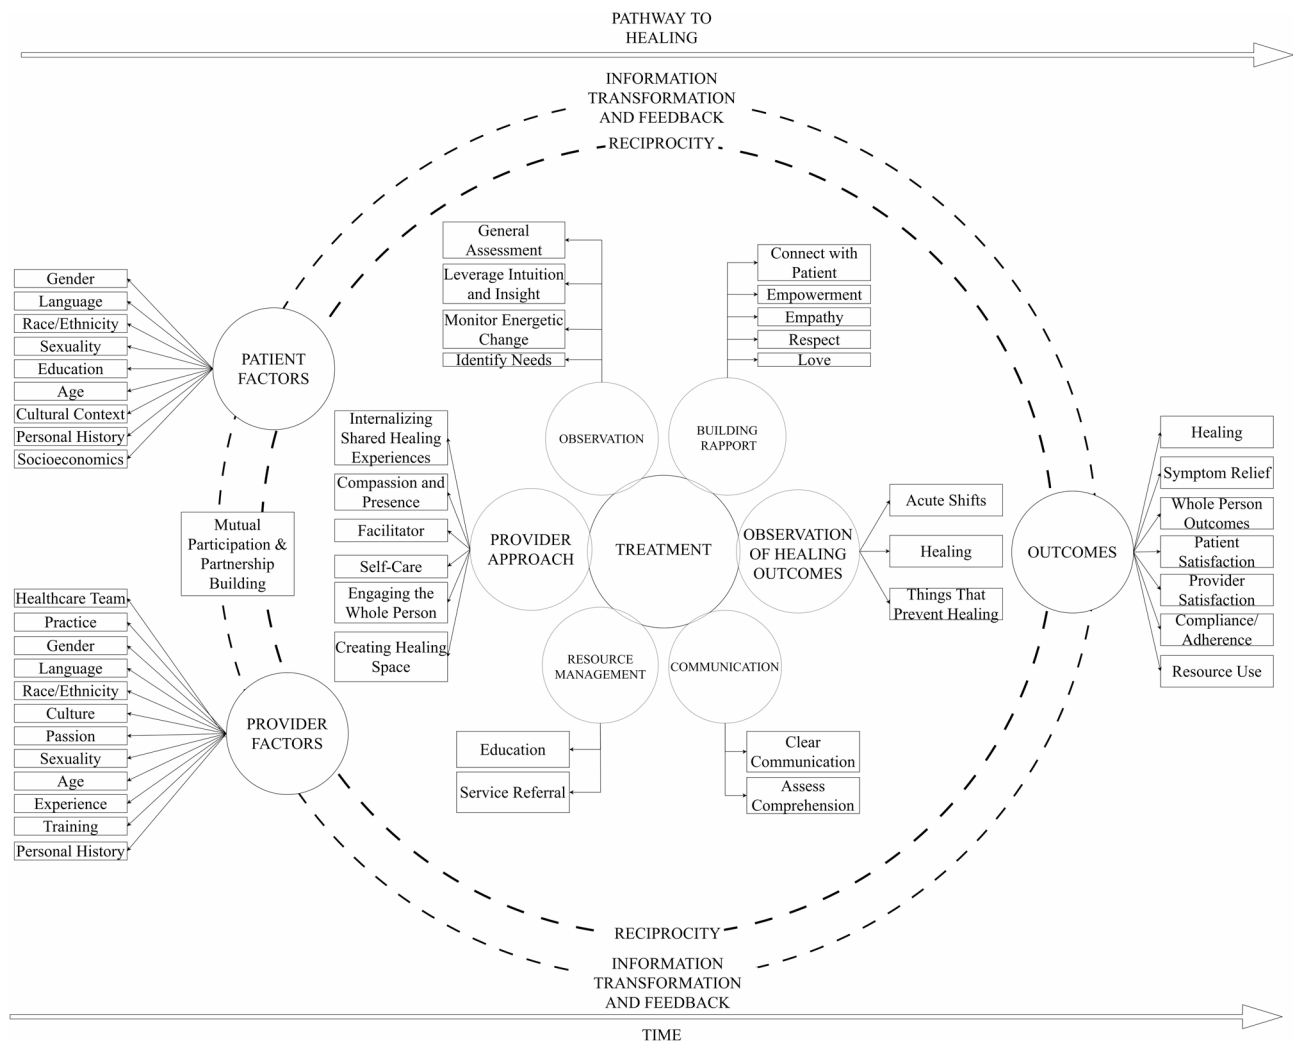 PATHWAY TO
HEALING
INFORMATION
TRANSFORMATION
AND FEEDBACK
RECIPROCITY
General
Assessment
Leverage Intuition
and Insight
Monitor Energetic
Change
Identify Needs
Connect with
Patient
Empowerment
Empathy
Respect
Love
Gender
Language
Race/Ethnicity
Sexuality
Education
Age
Cultural Context
Personal History
Socioeconomics
PATIENT
FACTORS
Internalizing
Shared Healing
Experiences
Compassion and
Presence
Facilitator
Self-Care
Engaging the
Whole Person
Creating Healing
Space
OBSERVATION
BUILDING
RAPPORT
PROVIDER
APPROACH
TREATMENT
OBSERVATION
OF HEALING
OUTCOMES
Acute Shifts
Healing
Things That
Prevent Healing
OUTCOMES
Healing
Symptom Relief
Whole Person
Outcomes
Patient
Satisfaction
Provider
Satisfaction
Compliance/
Adherence
Resource Use
Mutual
Participation &
Partnership
Building
Healthcare Team
Practice
Gender
Language
Race/Ethnicity
Culture
Passion
Sexuality
Age
Experience
Training
Personal History
PROVIDER
FACTORS
RESOURCE
MANAGEMENT
COMMUNICATION
Education
Service Referral
Clear
Communication
Assess
Comprehension
RECIPROCITY
INFORMATION
TRANSFORMATION
AND FEEDBACK
TIME